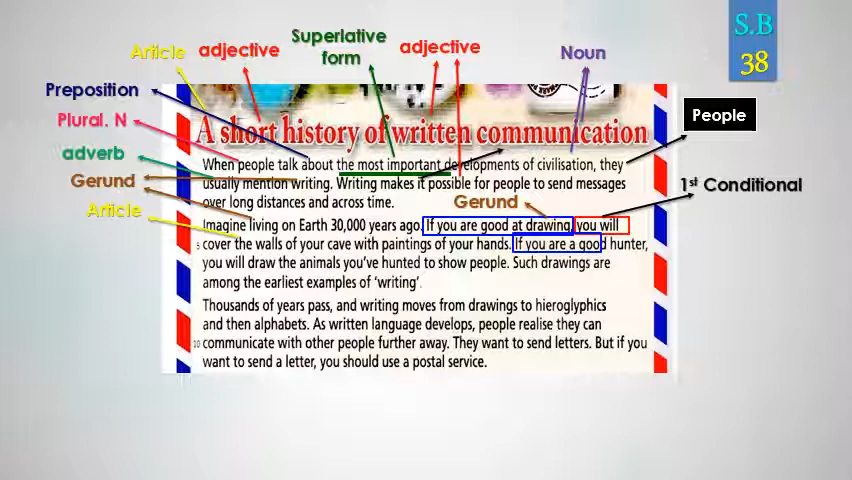 S.B
38
Article
adjective
Superlative
form
adjective
Noun
Preposition
Plural. N
adverb
Gerund
Article
People
1st Conditional
Gerund
A short history of written communication
When people talk about the most important developments of civilisation, they
usually mention writing. Writing makes it possible for people to send messages
over long distances and across time.
Imagine living on Earth 30,000 years ago. If you are good at drawing, you will
5 cover the walls of your cave with paintings of your hands. If you are a good hunter,
you will draw the animals you've hunted to show people. Such drawings are
among the earliest examples of 'writing'.
Thousands of years pass, and writing moves from drawings to hieroglyphics
and then alphabets. As written language develops, people realise they can
10 communicate with other people further away. They want to send letters. But if you
want to send a letter, you should use a postal service.